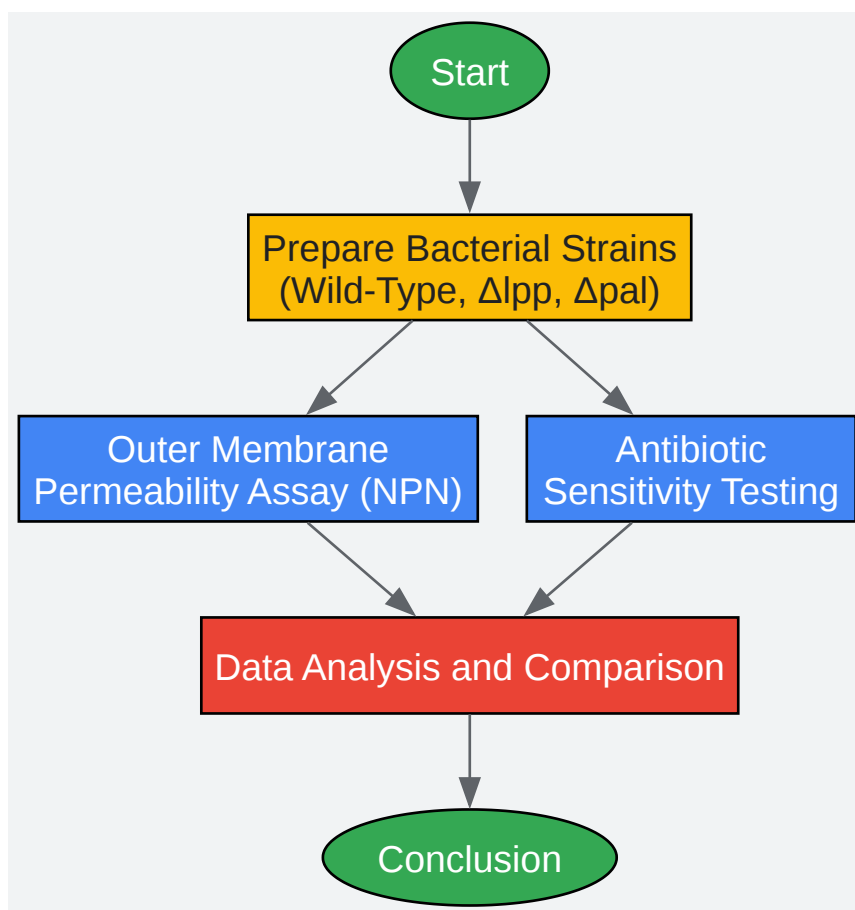 Start
Prepare Bacterial Strains
(Wild-Type, Δlpp, Δpal)
Outer Membrane
Permeability Assay (NPN)
Antibiotic
Sensitivity Testing
Data Analysis and Comparison
Conclusion